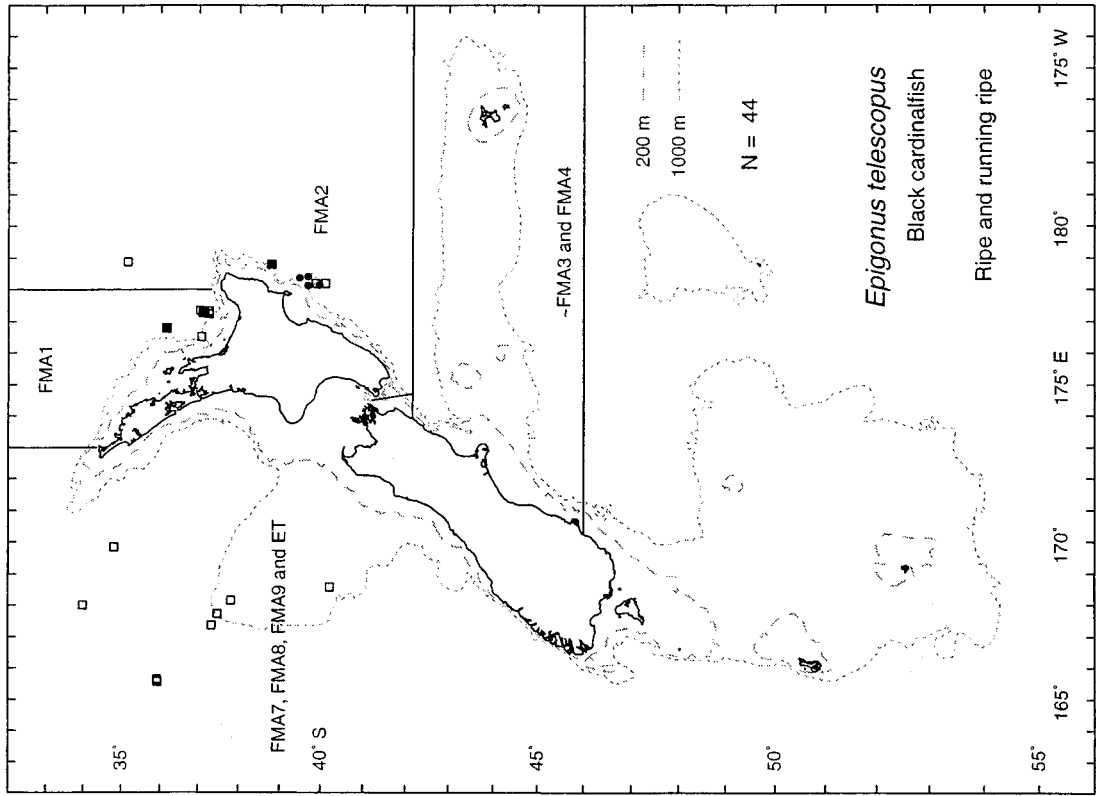 FMA1
FMA2
FMA7, FMA8, FMA9 and ET
~FMA3 and FMA4
200 m
1000 m
N = 44
Epigonus telescopus
Black cardinalfish
Ripe and running ripe
35˚
40˚ S
45˚
50˚
55˚
165˚
170˚
175˚ E
180˚
175˚ W